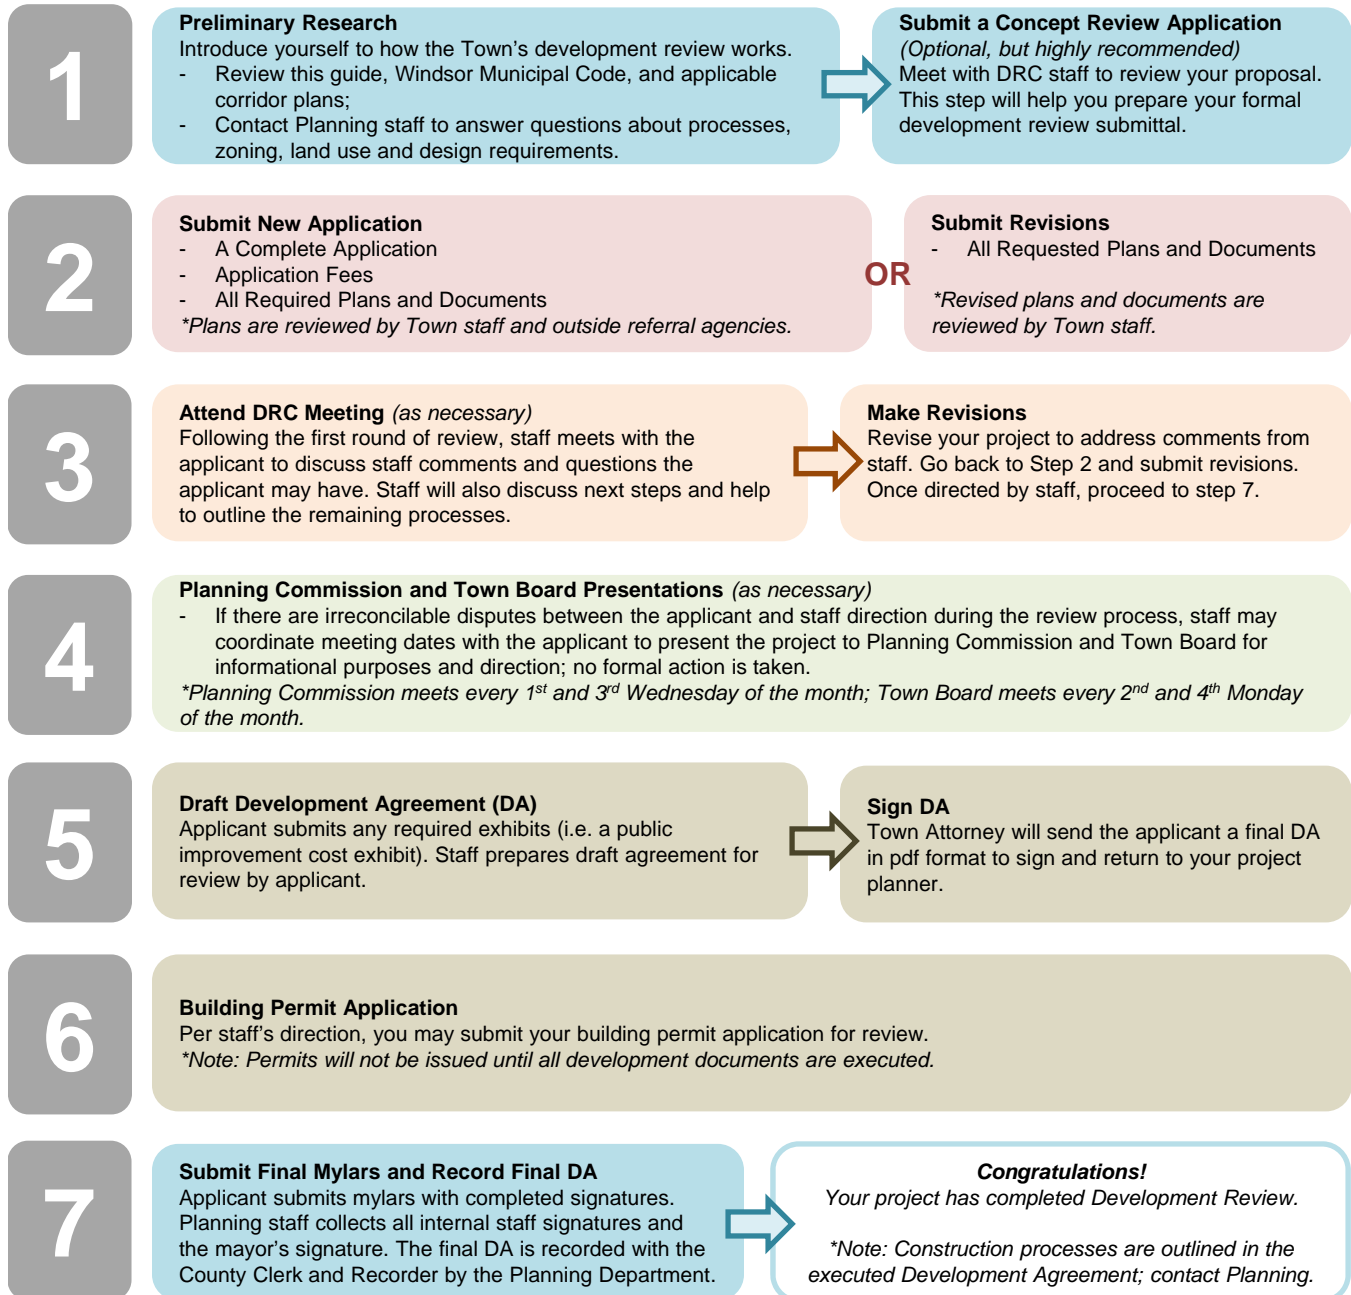 1
Preliminary Research
Introduce yourself to how the Town's development review works.
- Review this guide, Windsor Municipal Code, and applicable
corridor plans;
- Contact Planning staff to answer questions about processes,
zoning, land use and design requirements.
Submit a Concept Review Application
(Optional, but highly recommended)
Meet with DRC staff to review your proposal.
This step will help you prepare your formal
development review submittal.
2
Submit New Application
- A Complete Application
- Application Fees
- All Required Plans and Documents
*Plans are reviewed by Town staff and outside referral agencies.
OR
Submit Revisions
- All Requested Plans and Documents
*Revised plans and documents are
reviewed by Town staff.
3
Attend DRC Meeting (as necessary)
Following the first round of review, staff meets with the
applicant to discuss staff comments and questions the
applicant may have. Staff will also discuss next steps and help
to outline the remaining processes.
Make Revisions
Revise your project to address comments from
staff. Go back to Step 2 and submit revisions.
Once directed by staff, proceed to step 7.
4
Planning Commission and Town Board Presentations (as necessary)
- If there are irreconcilable disputes between the applicant and staff direction during the review process, staff may
coordinate meeting dates with the applicant to present the project to Planning Commission and Town Board for
informational purposes and direction; no formal action is taken.
*Planning Commission meets every 1st and 3rd Wednesday of the month; Town Board meets every 2nd and 4th Monday
of the month.
5
Draft Development Agreement (DA)
Applicant submits any required exhibits (i.e. a public
improvement cost exhibit). Staff prepares draft agreement for
review by applicant.
Sign DA
Town Attorney will send the applicant a final DA
in pdf format to sign and return to your project
planner.
6
Building Permit Application
Per staff's direction, you may submit your building permit application for review.
*Note: Permits will not be issued until all development documents are executed.
7
Submit Final Mylars and Record Final DA
Applicant submits mylars with completed signatures.
Planning staff collects all internal staff signatures and
the mayor's signature. The final DA is recorded with the
County Clerk and Recorder by the Planning Department.
Congratulations!
Your project has completed Development Review.
*Note: Construction processes are outlined in the
executed Development Agreement; contact Planning.